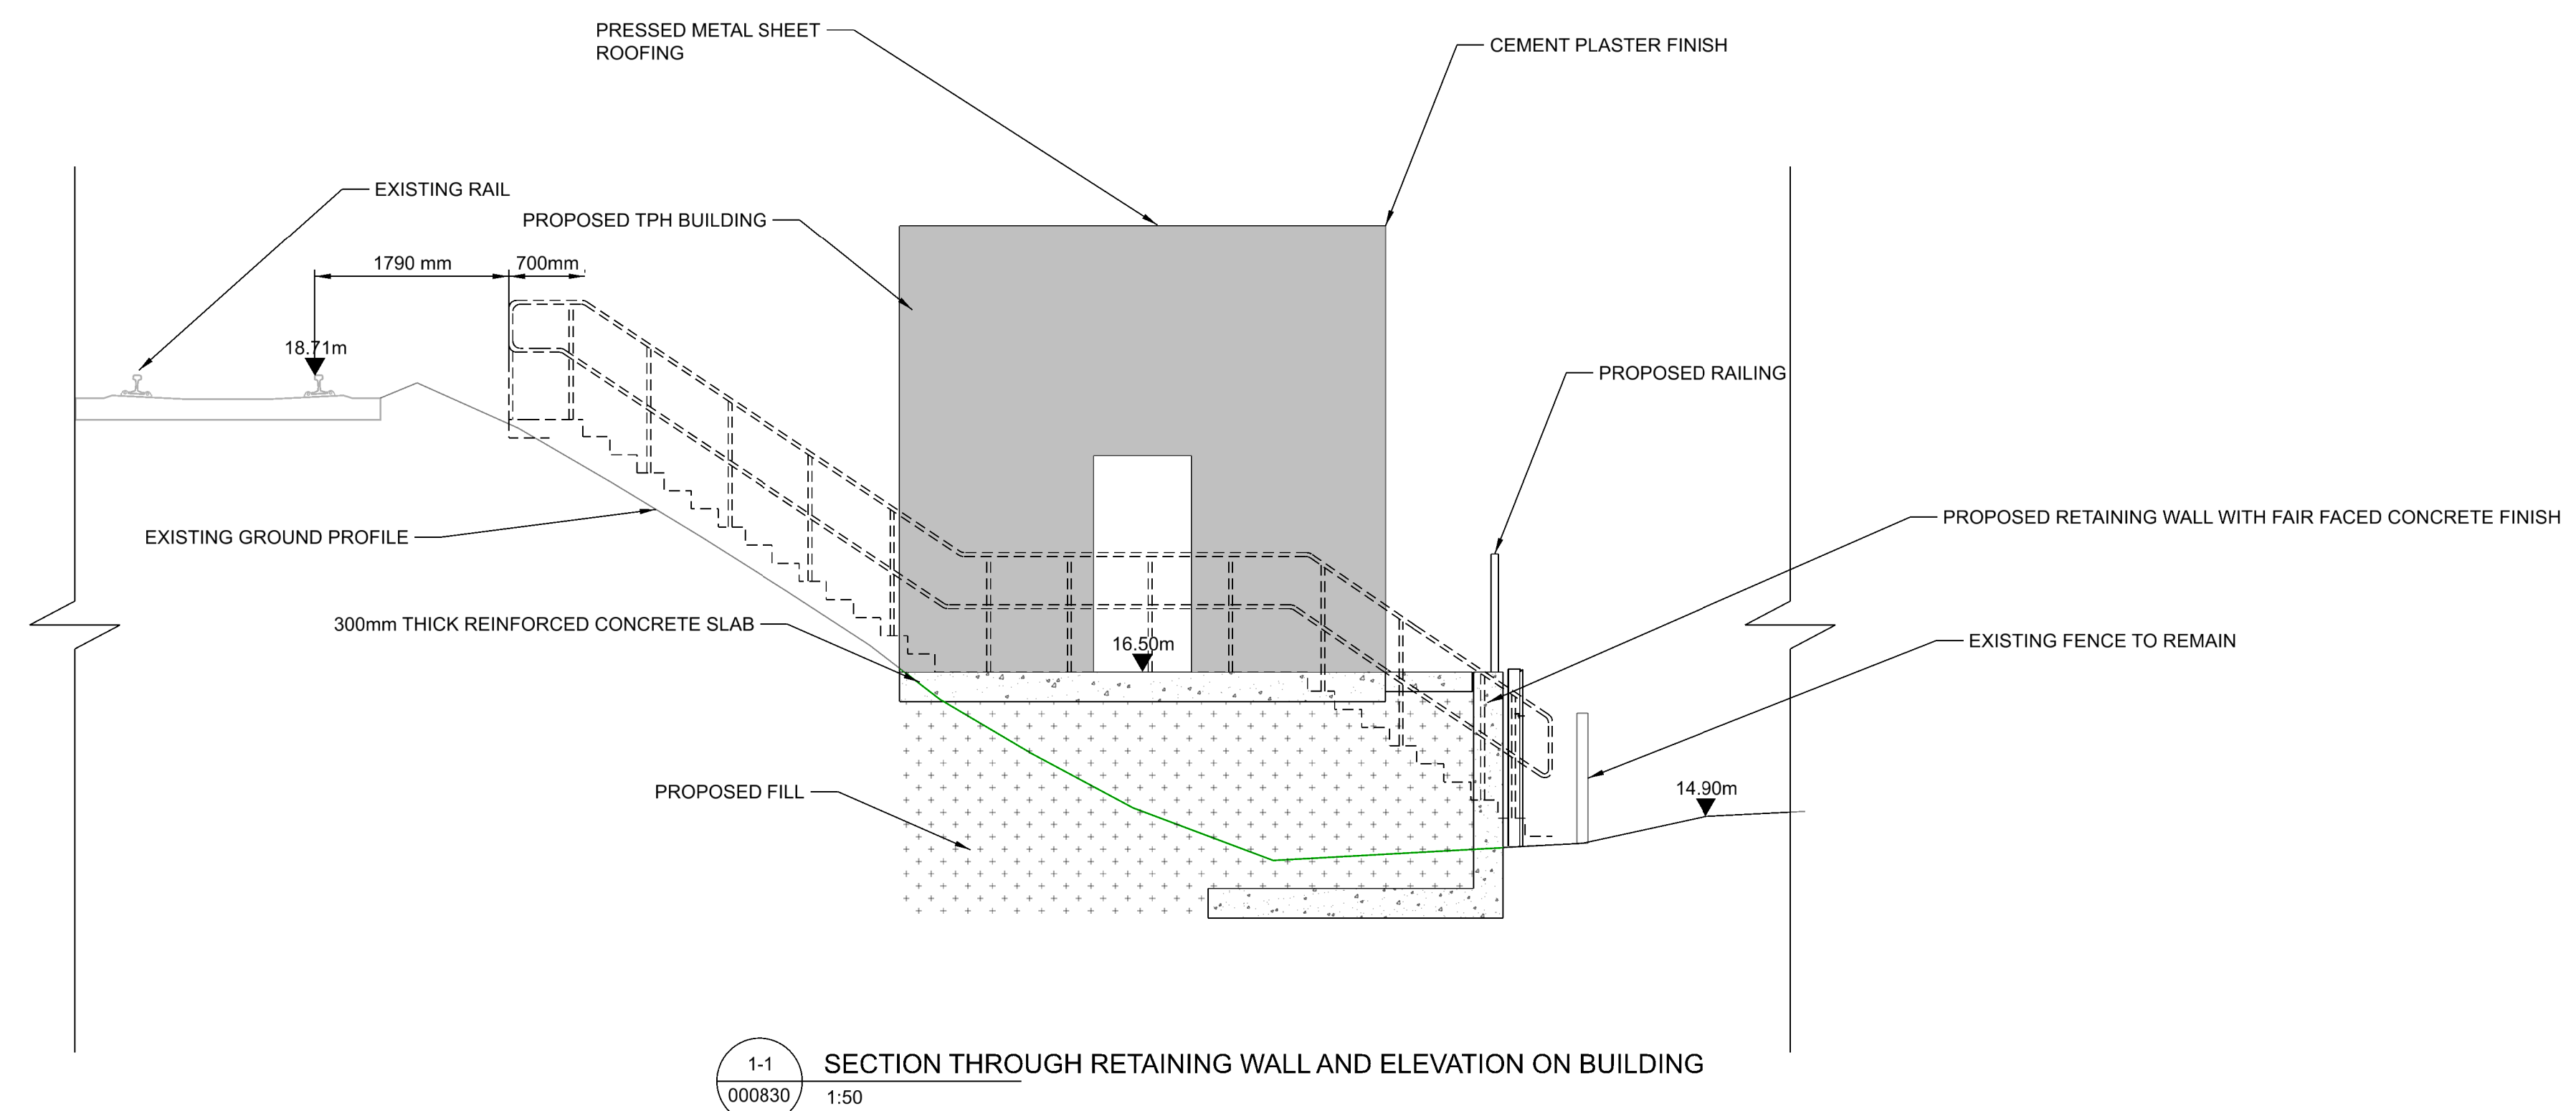 PRESSED METAL SHEET
ROOFING
CEMENT PLASTER FINISH
EXISTING RAIL
PROPOSED TPH BUILDING
1790 mm
700mm
18.71m
PROPOSED RAILING
PROPOSED RETAINING WALL WITH FAIR FACED CONCRETE FINISH
EXISTING GROUND PROFILE
300mm THICK REINFORCED CONCRETE SLAB
16.50m
EXISTING FENCE TO REMAIN
PROPOSED FILL
14.90m
1-1
SECTION THROUGH RETAINING WALL AND ELEVATION ON BUILDING
000830
1:50